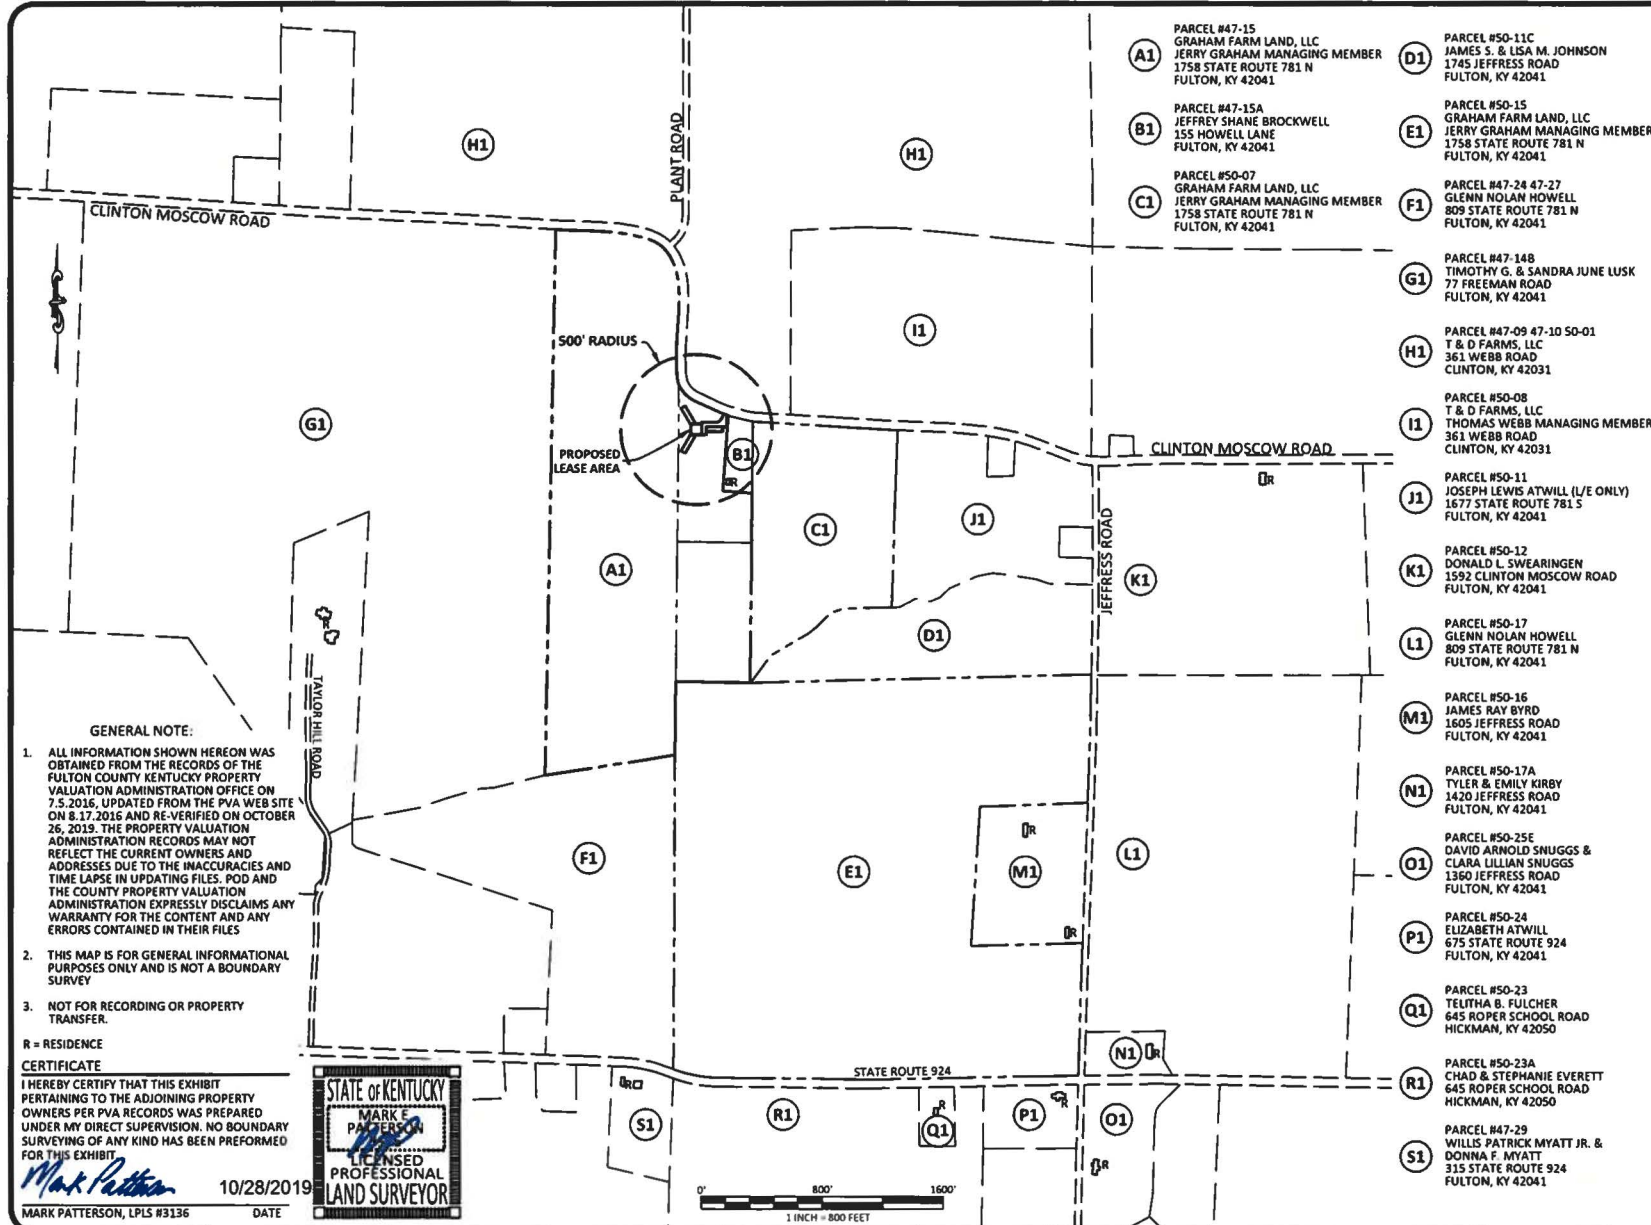 A1
PARCEL #47-15
GRAHAM FARM LAND, LLC
JERRY GRAHAM MANAGING MEMBER
1758 STATE ROUTE 781 N
FULTON, KY 42041
B1
PARCEL #47-15A
JEFFREY SHANE BROCKWELL
155 HOWELL LANE
FULTON, KY 42041
C1
PARCEL #50-07
GRAHAM FARM LAND, LLC
JERRY GRAHAM MANAGING MEMBER
1758 STATE ROUTE 781 N
FULTON, KY 42041
D1
PARCEL #50-11C
JAMES S. & LISA M. JOHNSON
1745 JEFFRESS ROAD
FULTON, KY 42041
E1
PARCEL #50-15
GRAHAM FARM LAND, LLC
JERRY GRAHAM MANAGING MEMBER
1758 STATE ROUTE 781 N
FULTON, KY 42041
F1
PARCEL #47-24 47-27
GLENN NOLAN HOWELL
809 STATE ROUTE 781 N
FULTON, KY 42041
G1
PARCEL #47-14B
TIMOTHY G. & SANDRA JUNE LUSK
77 FREEMAN ROAD
FULTON, KY 42041
H1
PARCEL #47-09 47-10 50-01
T & D FARMS, LLC
361 WEBB ROAD
CLINTON, KY 42031
I1
PARCEL #50-08
T & D FARMS, LLC
THOMAS WEBB MANAGING MEMBER
361 WEBB ROAD
CLINTON, KY 42031
J1
PARCEL #50-11
JOSEPH LEWIS ATWILL (L/E ONLY)
1677 STATE ROUTE 781 S
FULTON, KY 42041
K1
PARCEL #50-12
DONALD L. SWEARINGEN
1592 CLINTON MOSCOW ROAD
FULTON, KY 42041
L1
PARCEL #50-17
GLENN NOLAN HOWELL
809 STATE ROUTE 781 N
FULTON, KY 42041
M1
PARCEL #50-16
JAMES RAY BYRD
1605 JEFFRESS ROAD
FULTON, KY 42041
N1
PARCEL #50-17A
TYLER & EMILY KIRBY
1420 JEFFRESS ROAD
FULTON, KY 42041
O1
PARCEL #50-25E
DAVID ARNOLD SNUGGS &
CLARA LILLIAN SNUGGS
1360 JEFFRESS ROAD
FULTON, KY 42041
P1
PARCEL #50-24
ELIZABETH ATWILL
675 STATE ROUTE 924
FULTON, KY 42041
Q1
PARCEL #50-23
TELITHA B. FULCHER
645 ROPER SCHOOL ROAD
HICKMAN, KY 42050
R1
PARCEL #50-23A
CHAD & STEPHANIE EVERETT
645 ROPER SCHOOL ROAD
HICKMAN, KY 42050
S1
PARCEL #47-29
WILLIS PATRICK MYATT JR. &
DONNA F. MYATT
315 STATE ROUTE 924
FULTON, KY 42041
H1
PLANT ROAD
H1
CLINTON MOSCOW ROAD
I1
500' RADIUS
G1
PROPOSED
LEASE AREA
B1
R
CLINTON MOSCOW ROAD
R
C1
J1
JEFFRESS ROAD
A1
K1
R
D1
TAYLOR HILL ROAD
R
F1
E1
M1
L1
R
N1
R
STATE ROUTE 924
R
S1
R1
R
Q1
P1
R
O1
R
GENERAL NOTE:
1. ALL INFORMATION SHOWN HEREON WAS
OBTAINED FROM THE RECORDS OF THE
FULTON COUNTY KENTUCKY PROPERTY
VALUATION ADMINISTRATION OFFICE ON
7.5.2016, UPDATED FROM THE PVA WEB SITE
ON 8.17.2016 AND RE-VERIFIED ON OCTOBER
26, 2019. THE PROPERTY VALUATION
ADMINISTRATION RECORDS MAY NOT
REFLECT THE CURRENT OWNERS AND
ADDRESSES DUE TO THE INACCURACIES AND
TIME LAPSE IN UPDATING FILES. POD AND
THE COUNTY PROPERTY VALUATION
ADMINISTRATION EXPRESSLY DISCLAIMS ANY
WARRANTY FOR THE CONTENT AND ANY
ERRORS CONTAINED IN THEIR FILES
2. THIS MAP IS FOR GENERAL INFORMATIONAL
PURPOSES ONLY AND IS NOT A BOUNDARY
SURVEY
3. NOT FOR RECORDING OR PROPERTY
TRANSFER.
R = RESIDENCE
CERTIFICATE
I HEREBY CERTIFY THAT THIS EXHIBIT
PERTAINING TO THE ADJOINING PROPERTY
OWNERS PER PVA RECORDS WAS PREPARED
UNDER MY DIRECT SUPERVISION. NO BOUNDARY
SURVEYING OF ANY KIND HAS BEEN PREFORMED
FOR THIS EXHIBIT.
Mark Patterson 10/28/2019
MARK PATTERSON, LPLS #3136 DATE
STATE OF KENTUCKY
MARK E.
PATTERSON
LICENSED
PROFESSIONAL
LAND SURVEYOR
0' 800' 1600'
1 INCH = 800 FEET